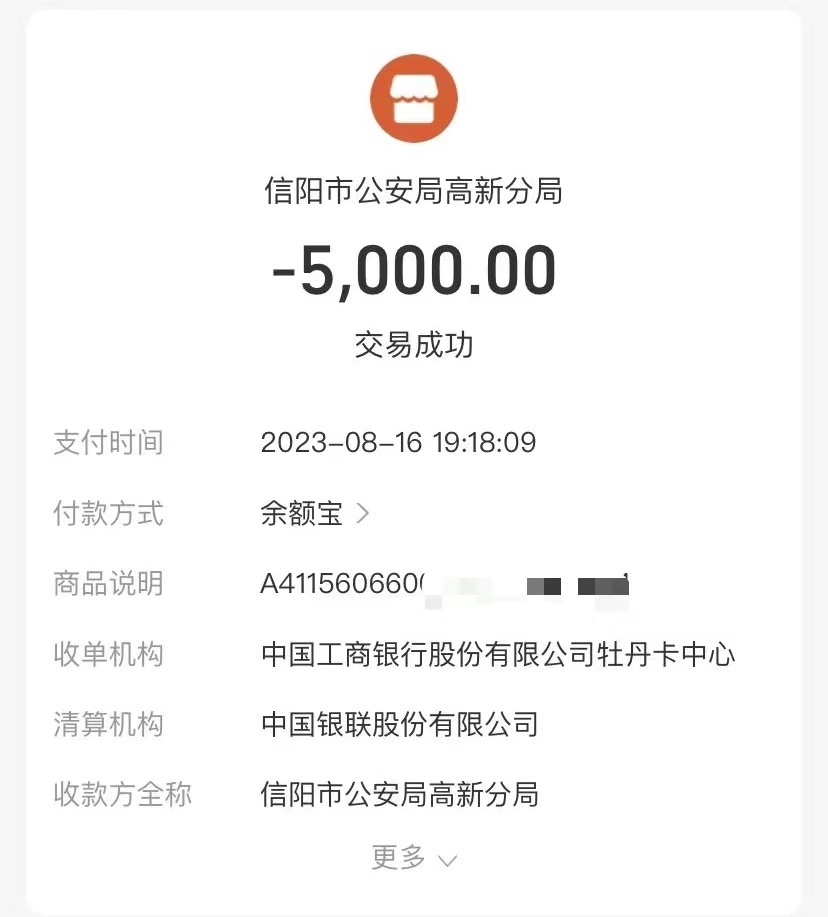 信阳市公安局高新分局
-5,000.00
交易成功
支付时间 2023-08-16 19:18:09
付款方式 余额宝 >
商品说明 A411560660
收单机构 中国工商银行股份有限公司牡丹卡中心
清算机构 中国银联股份有限公司
收款方全称 信阳市公安局高新分局
更多